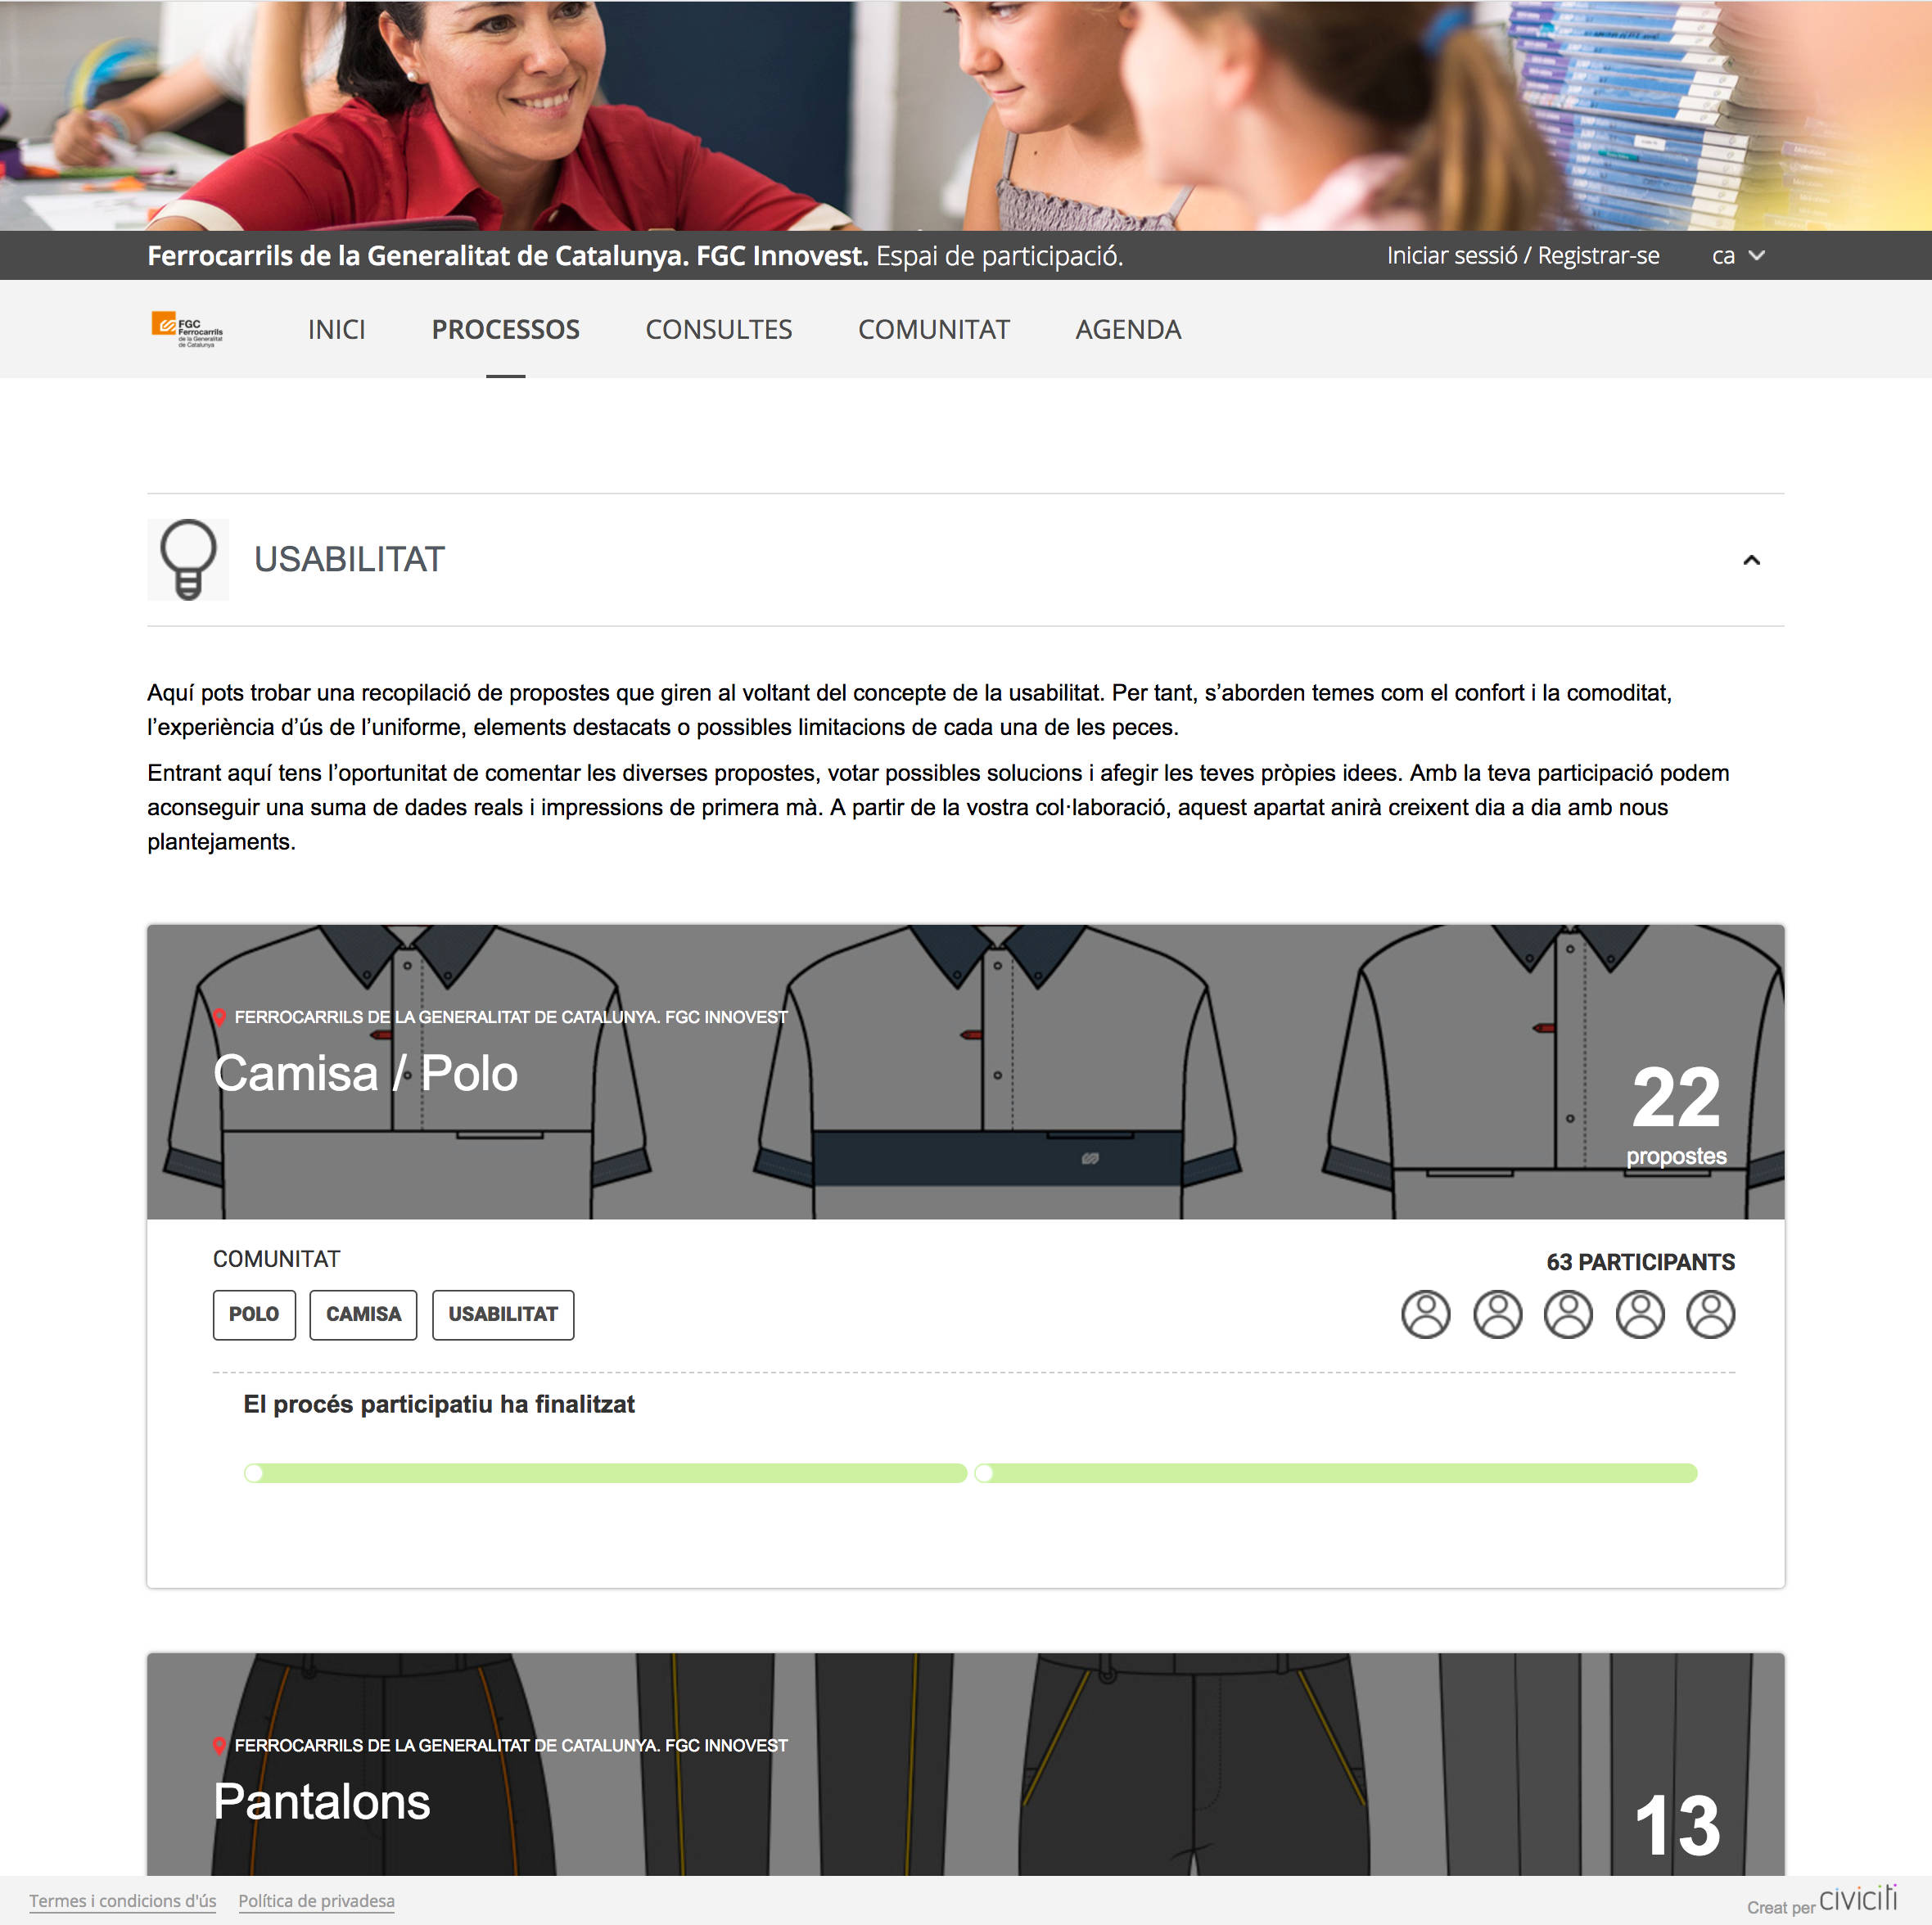 Ferrocarrils de la Generalitat de Catalunya. FGC Innovest. Espai de participació.
Iniciar sessió / Registrar-se
ca
FGC
Ferrocarrils
de la Generalitat
de Catalunya
INICI
PROCESSOS
CONSULTES
COMUNITAT
AGENDA
USABILITAT
Aquí pots trobar una recopilació de propostes que giren al voltant del concepte de la usabilitat. Per tant, s’aborden temes com el confort i la comoditat,
l’experiència d’ús de l’uniforme, elements destacats o possibles limitacions de cada una de les peces.
Entrant aquí tens l’oportunitat de comentar les diverses propostes, votar possibles solucions i afegir les teves pròpies idees. Amb la teva participació podem
aconseguir una suma de dades reals i impressions de primera mà. A partir de la vostra col·laboració, aquest apartat anirà creixent dia a dia amb nous
plantejaments.
FERROCARRILS DE LA GENERALITAT DE CATALUNYA. FGC INNOVEST
Camisa / Polo
22
propostes
COMUNITAT
63 PARTICIPANTS
POLO
CAMISA
USABILITAT
El procés participatiu ha finalitzat
FERROCARRILS DE LA GENERALITAT DE CATALUNYA. FGC INNOVEST
Pantalons
13
Termes i condicions d'ús
Política de privadesa
Creat per civiciti